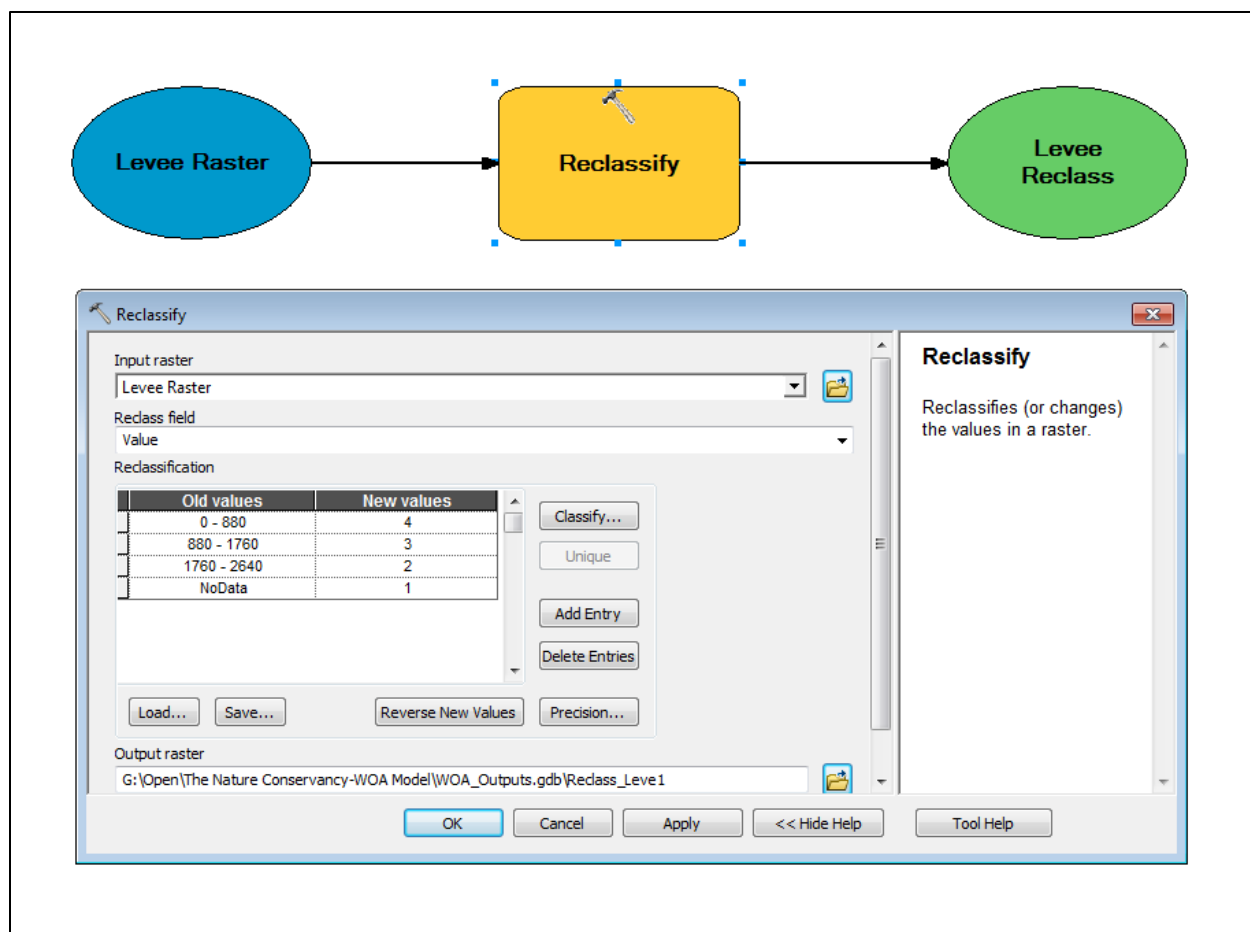 Levee Raster
Reclassify
Levee
Reclass
Reclassify
Input raster
Levee Raster
Reclass field
Value
Reclassification
Old values New values
0 - 880 4
880 - 1760 3
1760 - 2640 2
NoData 1
Classify...
Unique
Add Entry
Delete Entries
Load... Save... Reverse New Values Precision...
Output raster
G:\Open\The Nature Conservancy-WOA Model\WOA_Outputs.gdb\Reclass_Leve1
OK Cancel Apply << Hide Help Tool Help
Reclassify
Reclassifies (or changes)
the values in a raster.